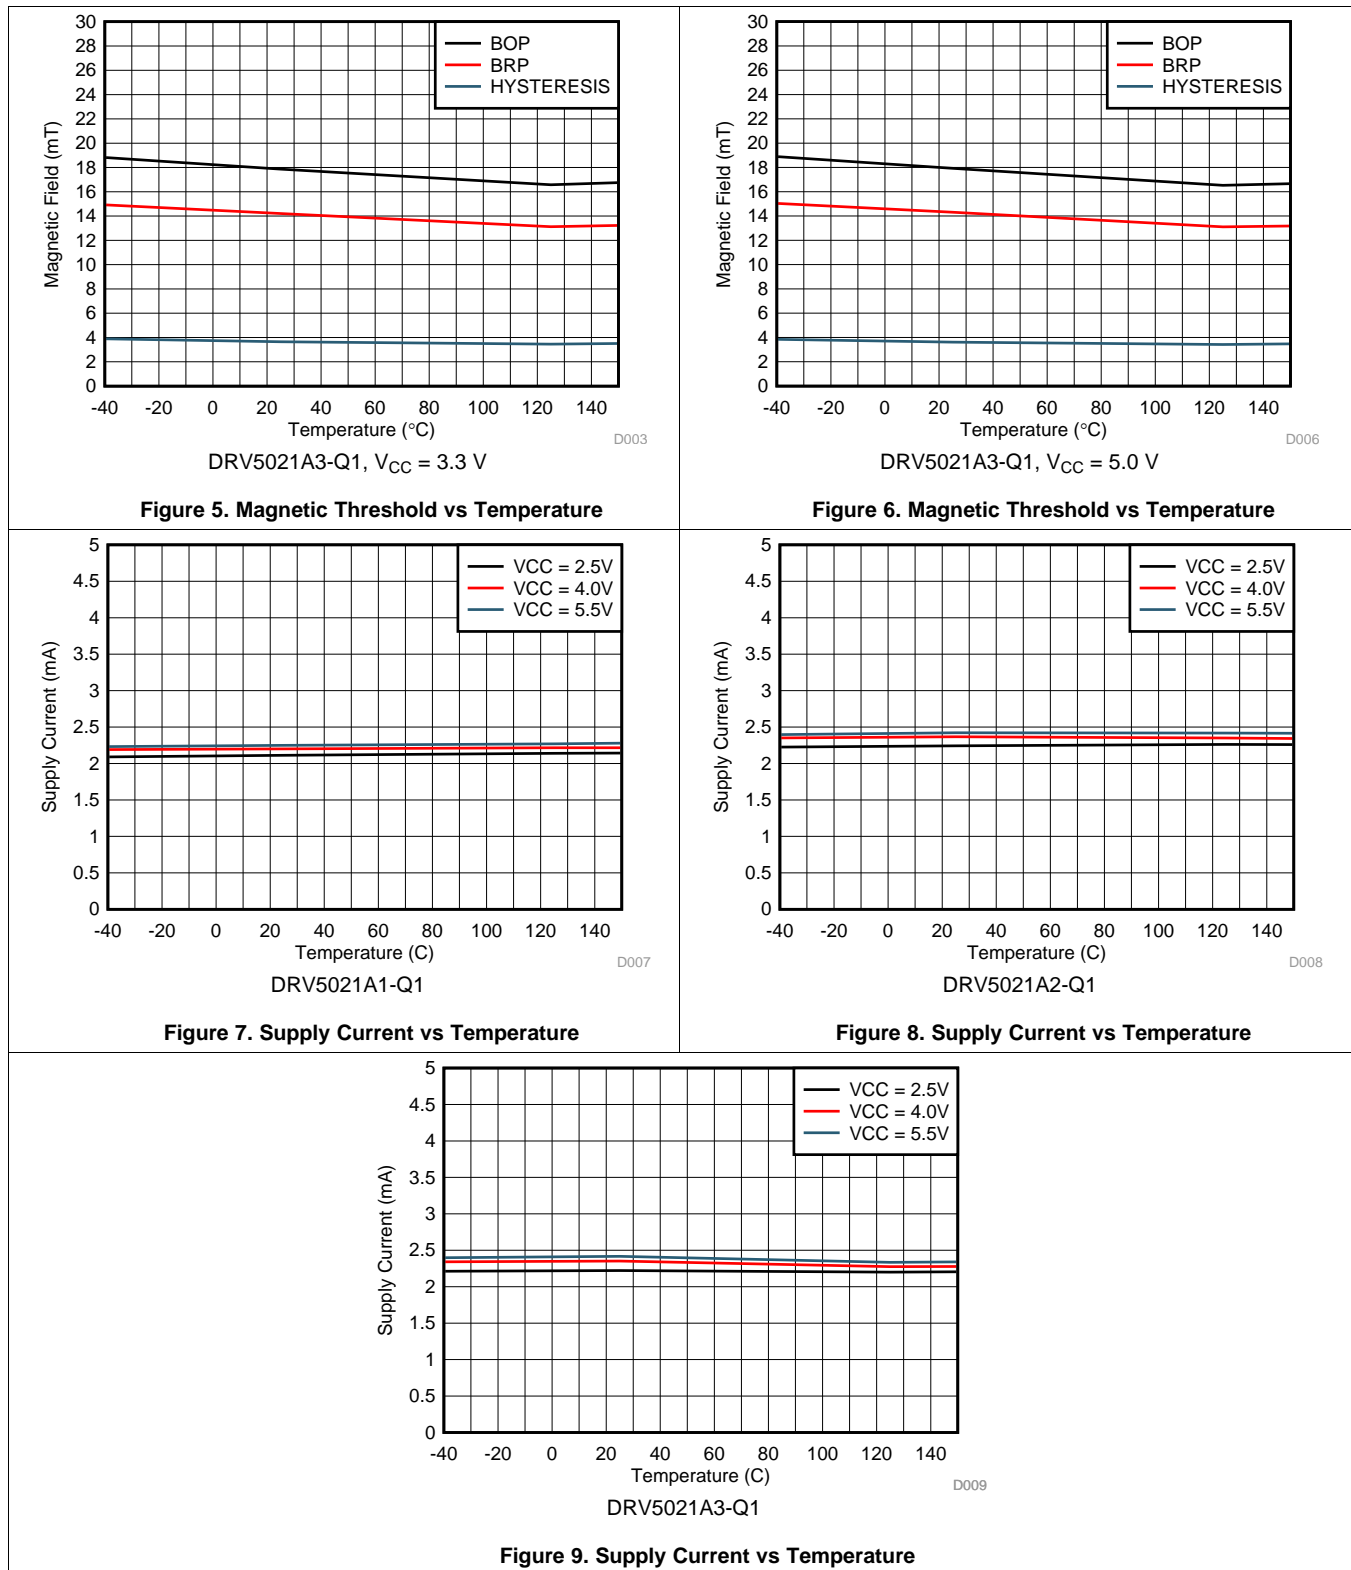 30
28
26
24
22
20
18
16
14
12
10
8
6
4
2
0
Magnetic Field (mT)
BOP
BRP
HYSTERESIS
-40 -20 0 20 40 60 80 100 120 140
Temperature (°C)
D003
DRV5021A3-Q1, VCC = 3.3 V
Figure 5. Magnetic Threshold vs Temperature
30
28
26
24
22
20
18
16
14
12
10
8
6
4
2
0
Magnetic Field (mT)
BOP
BRP
HYSTERESIS
-40 -20 0 20 40 60 80 100 120 140
Temperature (°C)
D006
DRV5021A3-Q1, VCC = 5.0 V
Figure 6. Magnetic Threshold vs Temperature
5
4.5
4
3.5
3
2.5
2
1.5
1
0.5
0
Supply Current (mA)
VCC = 2.5V
VCC = 4.0V
VCC = 5.5V
-40 -20 0 20 40 60 80 100 120 140
Temperature (C)
D007
DRV5021A1-Q1
Figure 7. Supply Current vs Temperature
5
4.5
4
3.5
3
2.5
2
1.5
1
0.5
0
Supply Current (mA)
VCC = 2.5V
VCC = 4.0V
VCC = 5.5V
-40 -20 0 20 40 60 80 100 120 140
Temperature (C)
D008
DRV5021A2-Q1
Figure 8. Supply Current vs Temperature
5
4.5
4
3.5
3
2.5
2
1.5
1
0.5
0
Supply Current (mA)
VCC = 2.5V
VCC = 4.0V
VCC = 5.5V
-40 -20 0 20 40 60 80 100 120 140
Temperature (C)
D009
DRV5021A3-Q1
Figure 9. Supply Current vs Temperature